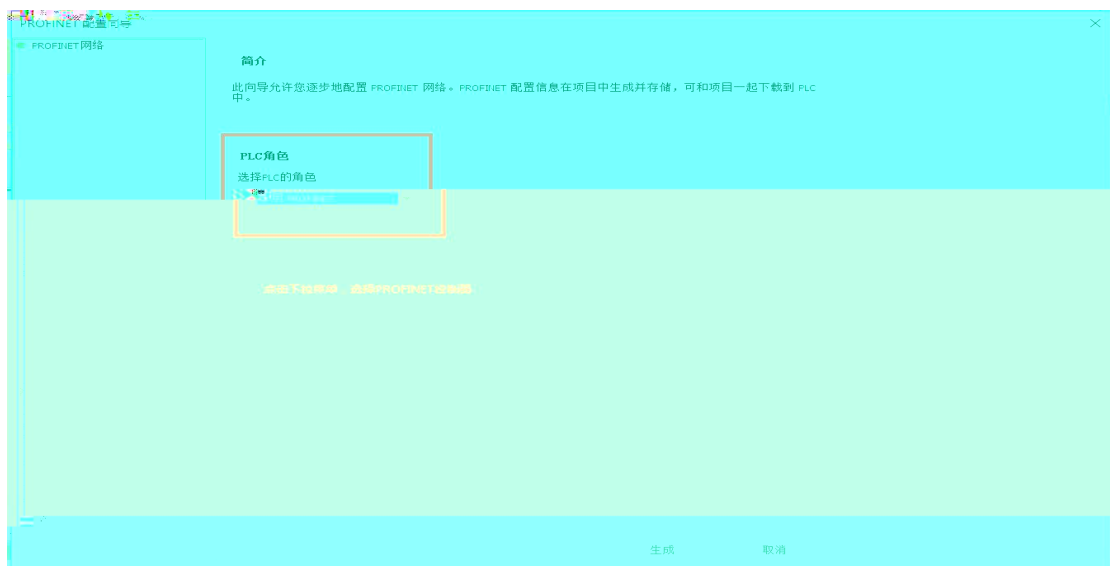 PROFINET 配置向导
PROFINET网络
简介
此向导允许您逐步地配置 PROFINET 网络。PROFINET 配置信息在项目中生成并存储，可和项目一起下载到 PLC
中。
PLC角色
选择PLC的角色
点击下拉菜单，选择PROFINET控制器
生成
取消